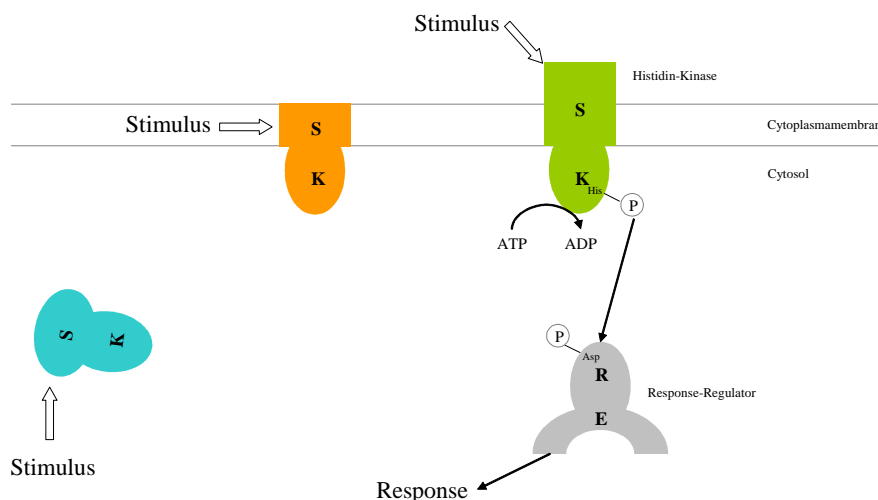 Stimulus
Histidin-Kinase
S
Cytoplasmamembran
Stimulus
S
K
K
His
Cytosol
P
ATP
ADP
S
K
P
Asp
R
Response-Regulator
E
Stimulus
Response